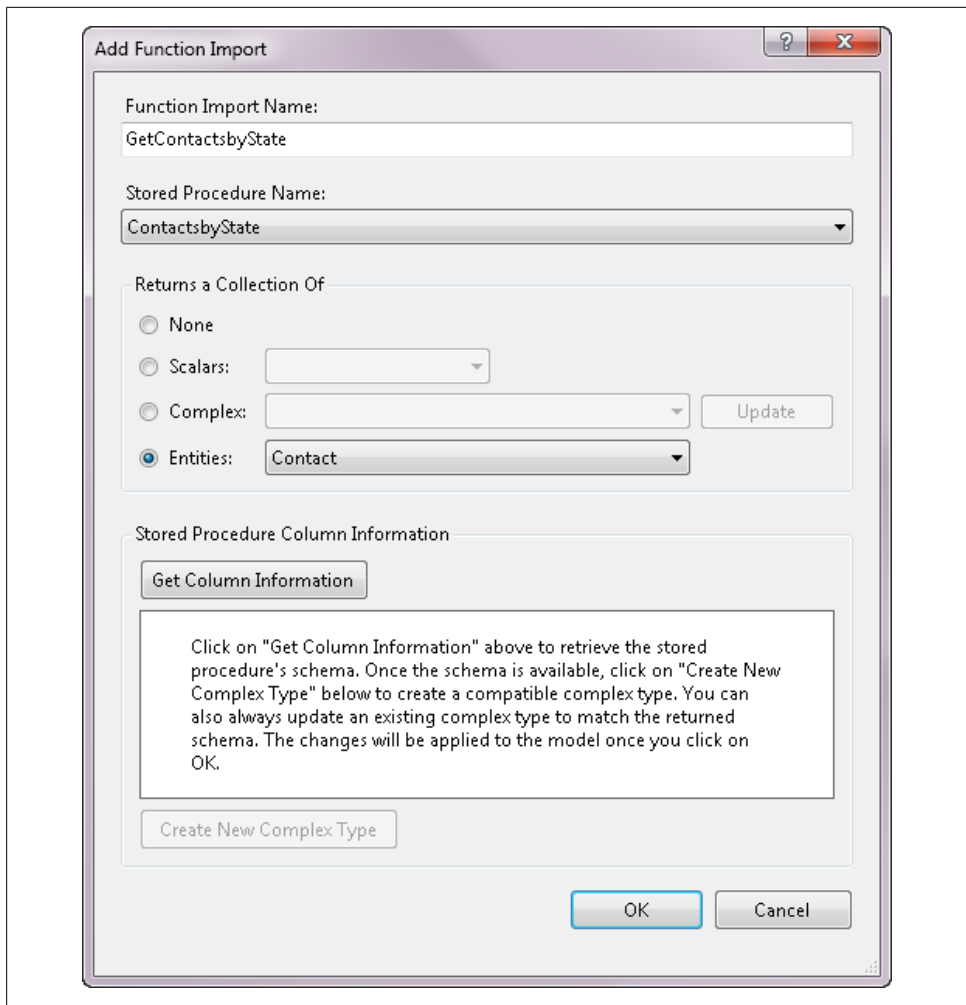 Add Function Import
?
Function Import Name:
GetContactsbyState
Stored Procedure Name:
ContactsbyState
Returns a Collection Of
None
Scalars:
Complex:
Update
Entities:
Contact
Stored Procedure Column Information
Get Column Information
Click on "Get Column Information" above to retrieve the stored
procedure's schema. Once the schema is available, click on "Create New
Complex Type" below to create a compatible complex type. You can
also always update an existing complex type to match the returned
schema. The changes will be applied to the model once you click on
OK.
Create New Complex Type
OK
Cancel